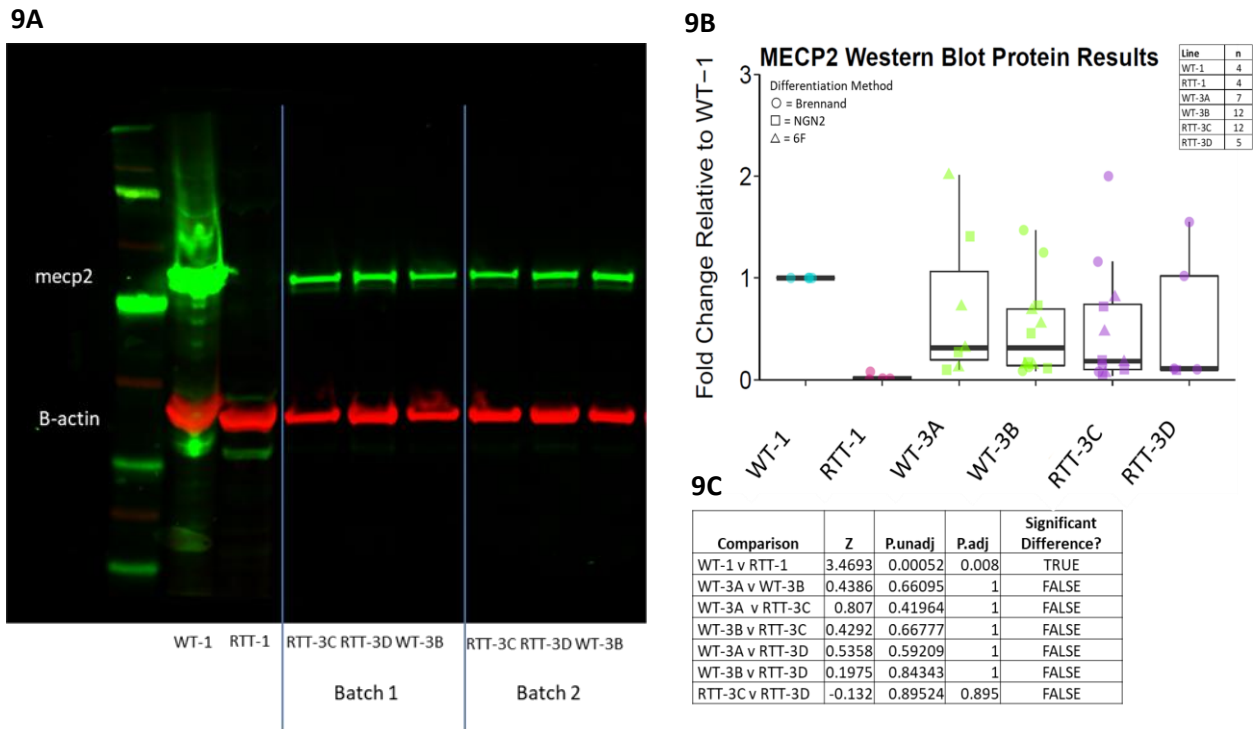 9A
mecp2
B-actin
WT-1 RTT-1 RTT-3C RTT-3D WT-3B RTT-3C RTT-3D WT-3B
Batch 1 Batch 2
9B
MECP2 Western Blot Protein Results
Fold Change Relative to WT−1
3
2
1
0
Differentiation Method
○ = Brennand
□ = NGN2
△ = 6F
Line n
WT-1 4
RTT-1 4
WT-3A 7
WT-3B 12
RTT-3C 12
RTT-3D 5
WT-1 RTT-1 WT-3A WT-3B RTT-3C RTT-3D
9C
Comparison Z P.unadj P.adj Significant Difference?
WT-1 v RTT-1 3.4693 0.00052 0.008 TRUE
WT-3A v WT-3B 0.4386 0.66095 1 FALSE
WT-3A v RTT-3C 0.807 0.41964 1 FALSE
WT-3B v RTT-3C 0.4292 0.66777 1 FALSE
WT-3A v RTT-3D 0.5358 0.59209 1 FALSE
WT-3B v RTT-3D 0.1975 0.84343 1 FALSE
RTT-3C v RTT-3D -0.132 0.89524 0.895 FALSE